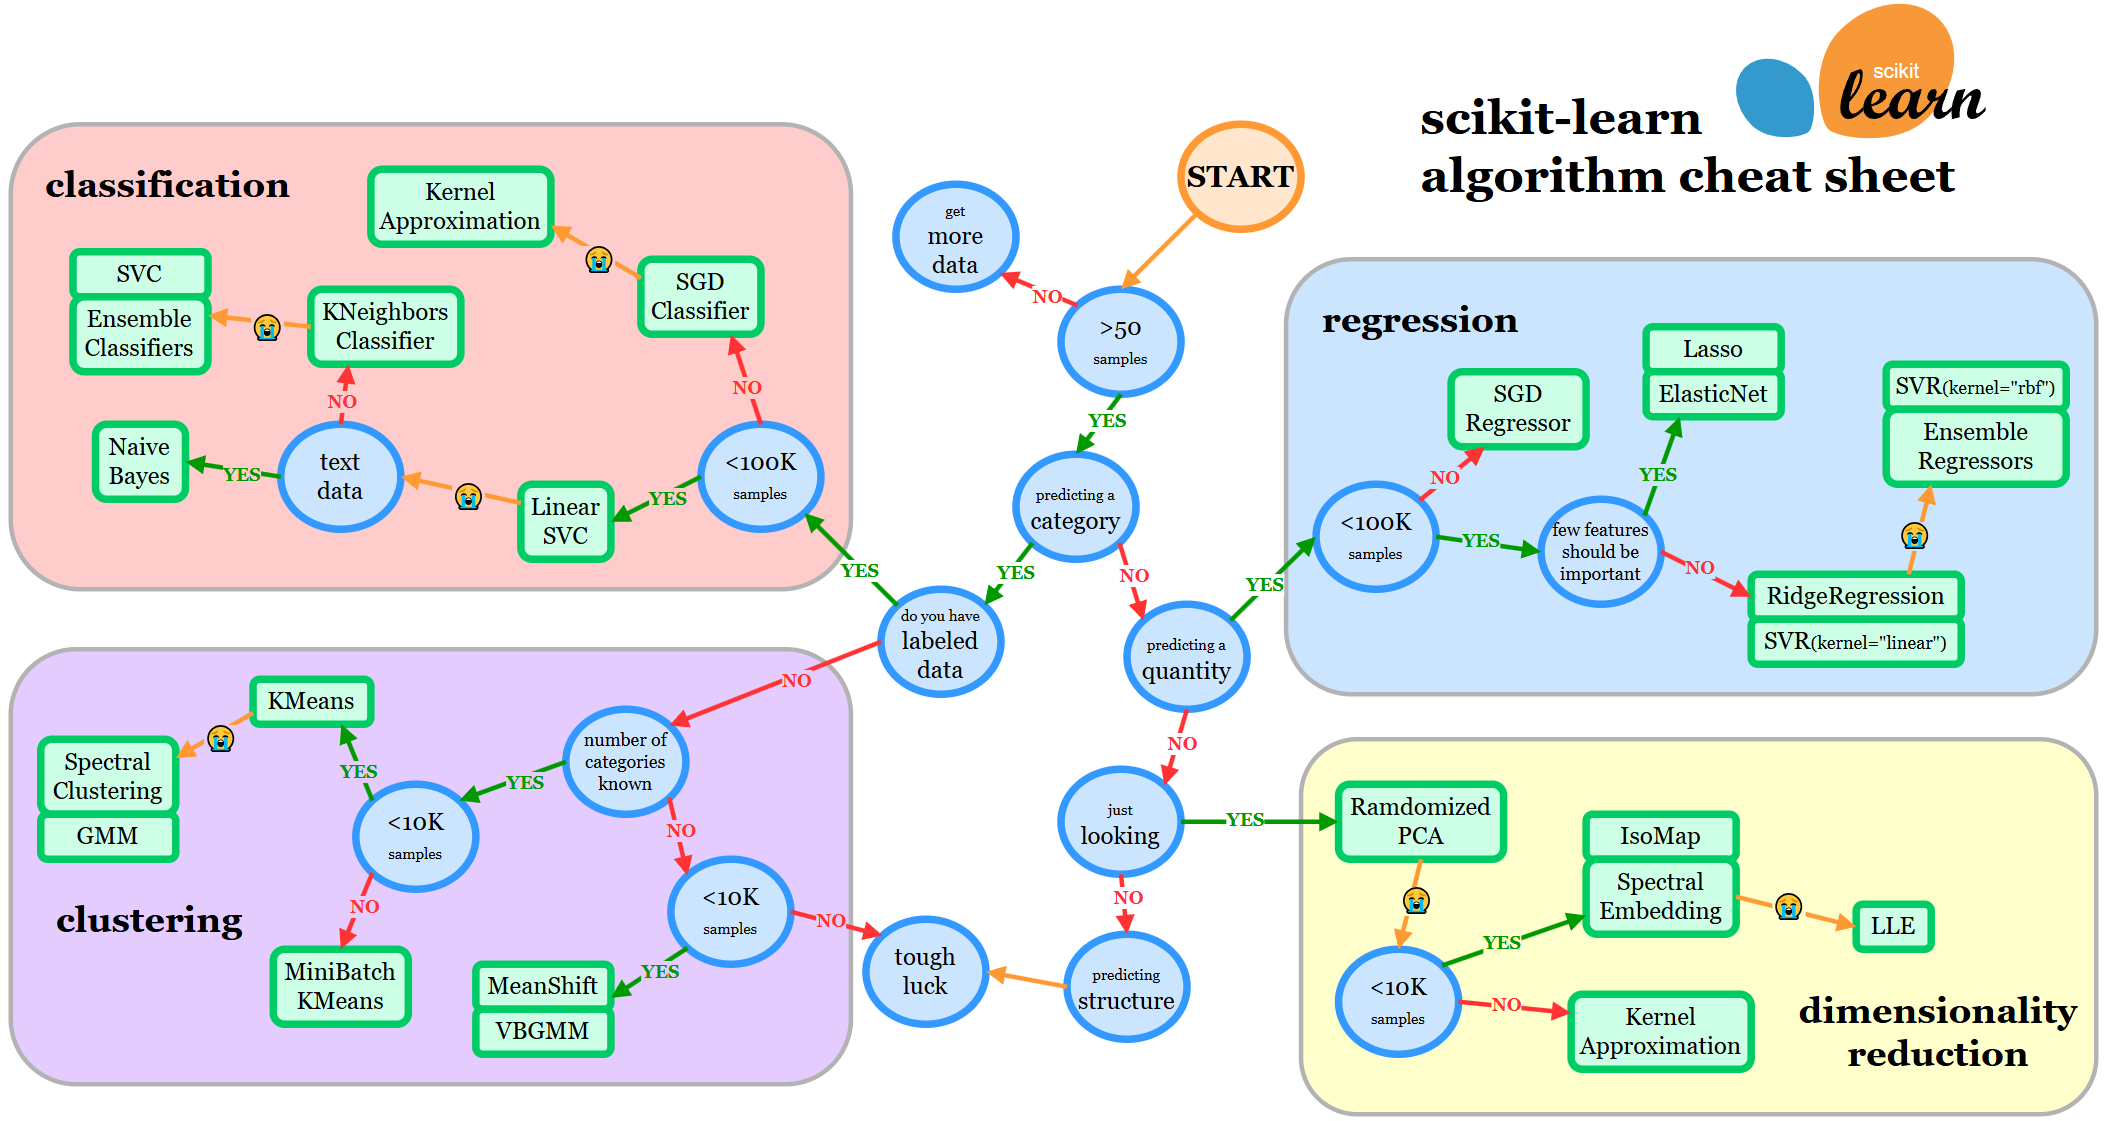 scikit
learn
scikit-learn
algorithm cheat sheet
START
get
more
data
NO
>50
samples
YES
predicting a
category
YES
NO
do you have
labeled
data
YES
NO
predicting a
quantity
YES
NO
just
looking
YES
NO
predicting
structure
tough
luck
classification
Kernel
Approximation
SVC
Ensemble
Classifiers
KNeighbors
Classifier
SGD
Classifier
NO
NO
Naive
Bayes
YES
text
data
Linear
SVC
YES
<100K
samples
regression
SGD
Regressor
Lasso
ElasticNet
SVR(kernel="rbf")
Ensemble
Regressors
NO
YES
<100K
samples
YES
few features
should be
important
NO
RidgeRegression
SVR(kernel="linear")
clustering
KMeans
Spectral
Clustering
GMM
YES
<10K
samples
YES
number of
categories
known
NO
NO
<10K
samples
NO
YES
MiniBatch
KMeans
MeanShift
VBGMM
dimensionality
reduction
Ramdomized
PCA
IsoMap
Spectral
Embedding
LLE
YES
<10K
samples
NO
Kernel
Approximation